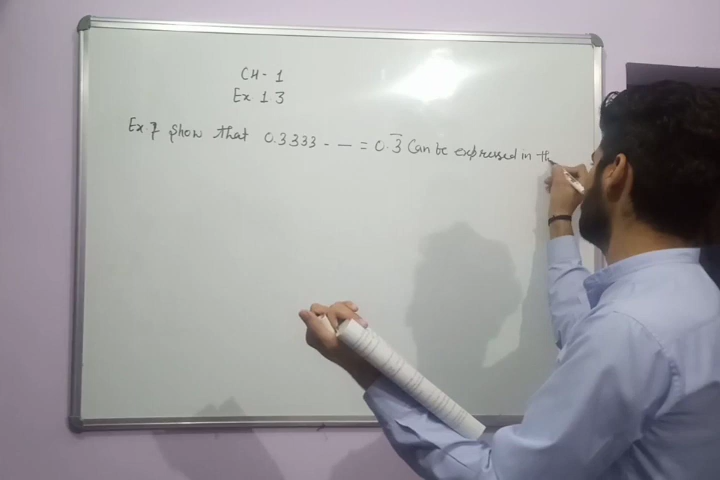 CH - 1
Ex 1.3
Ex. 7 Show that 0.3333 - — = 0.3̅ Can be expressed in th